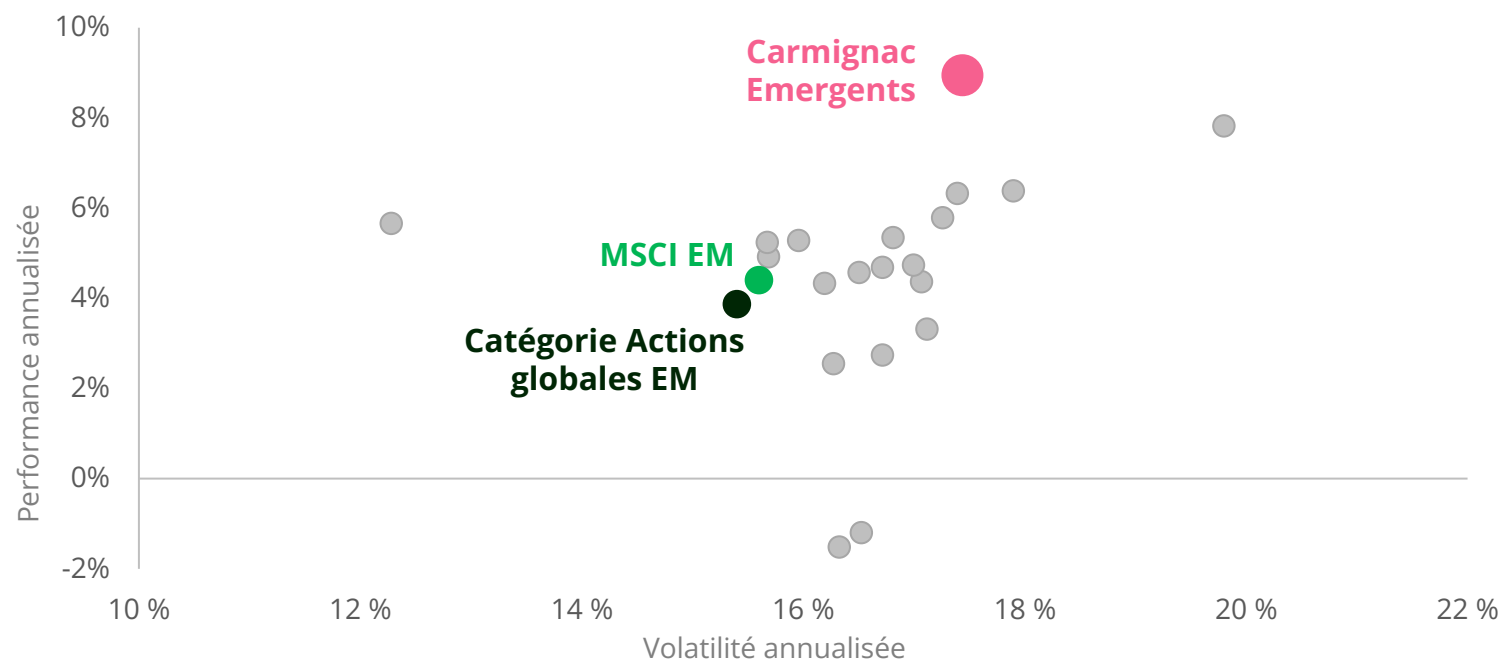 10%
8%
6%
4%
2%
0%
-2%
Performance annualisée
Carmignac
Emergents
MSCI EM
Catégorie Actions
globales EM
10 %
12 %
14 %
16 %
18 %
20 %
22 %
Volatilité annualisée